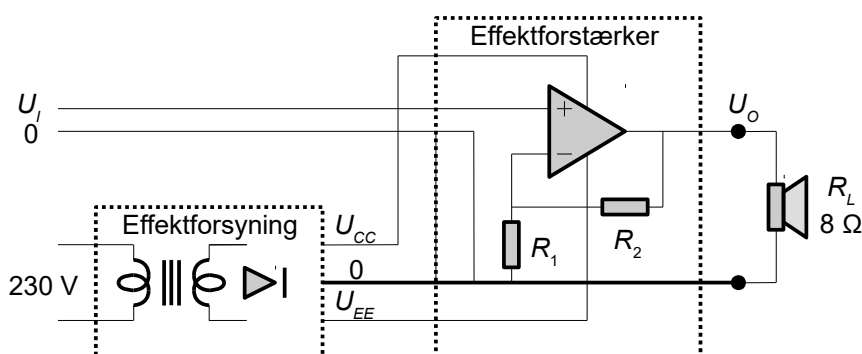 Effektforstærker
U_I
0
+
−
U_O
R_L
8 Ω
R_1
R_2
Effektforsyning
U_CC
0
U_EE
230 V